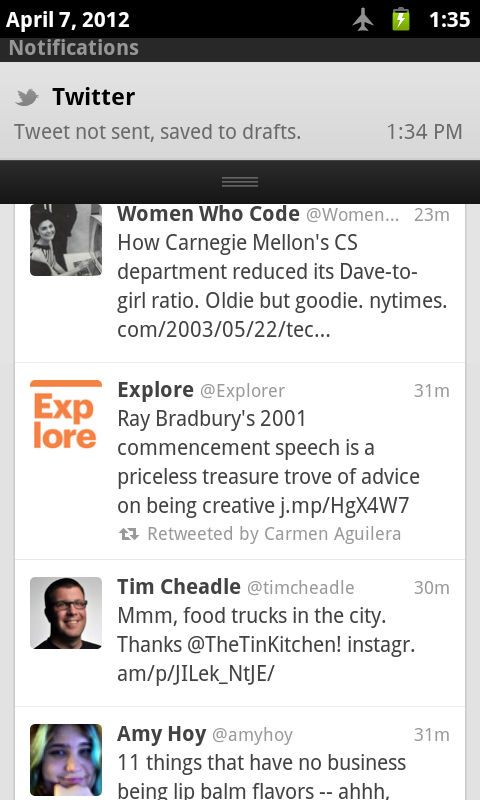 April 7, 2012 1:35
Notifications
Twitter
Tweet not sent, saved to drafts. 1:34 PM
Women Who Code @Women... 23m
How Carnegie Mellon's CS
department reduced its Dave-to-
girl ratio. Oldie but goodie. nytimes.
com/2003/05/22/tec...
Exp
lore
Explore @Explorer 31m
Ray Bradbury's 2001
commencement speech is a
priceless treasure trove of advice
on being creative j.mp/HgX4W7
Retweeted by Carmen Aguilera
Tim Cheadle @timcheadle 30m
Mmm, food trucks in the city.
Thanks @TheTinKitchen! instagr.
am/p/JILek_NtJE/
Amy Hoy @amyhoy 31m
11 things that have no business
being lip balm flavors -- ahhh,